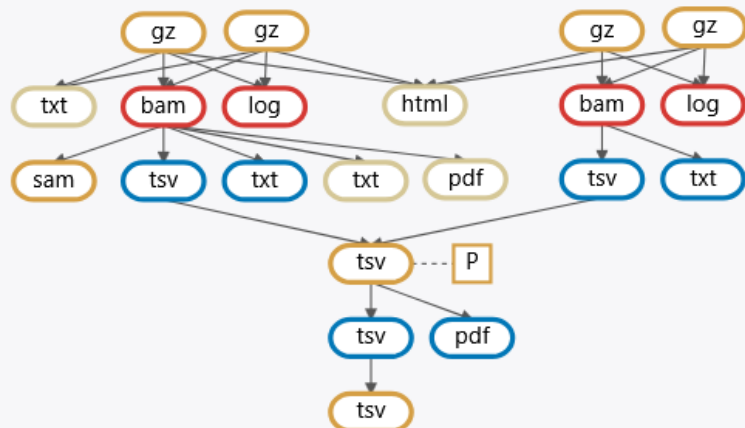 gz gz gz gz
txt bam log html bam log
sam tsv txt txt pdf tsv txt
tsv P
tsv pdf
tsv